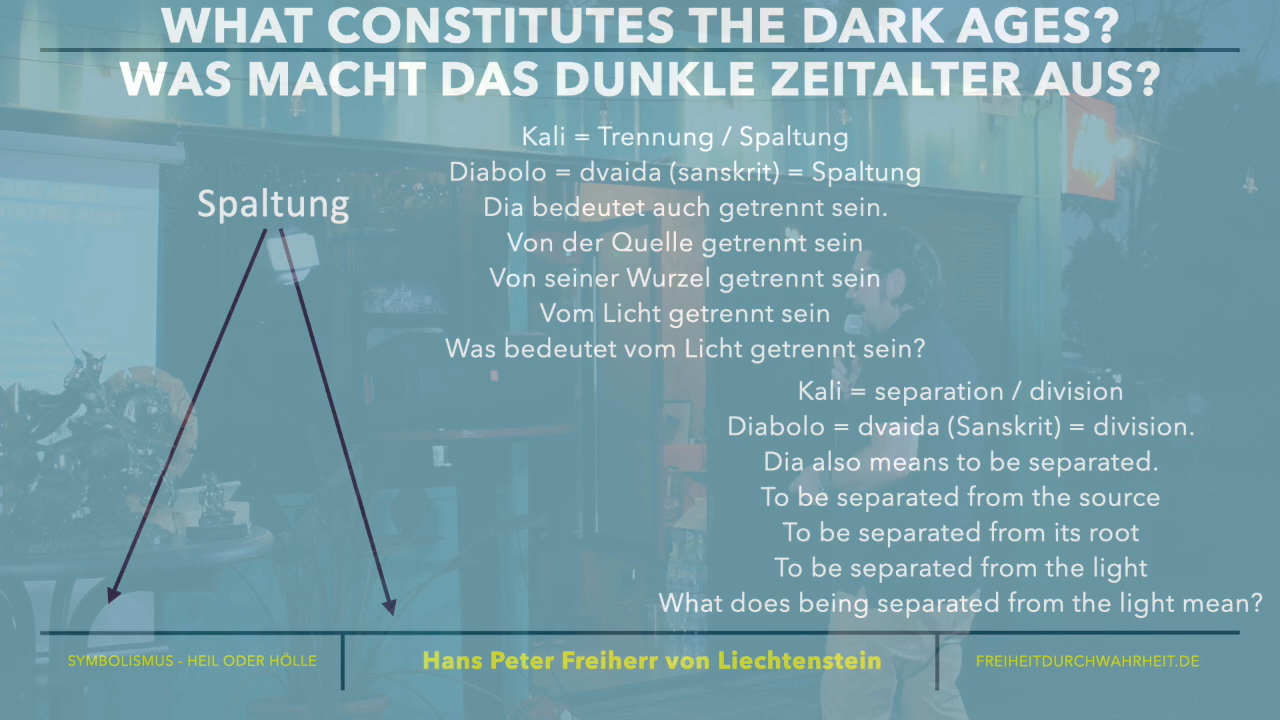 WHAT CONSTITUTES THE DARK AGES?
WAS MACHT DAS DUNKLE ZEITALTER AUS?
Kali = Trennung / Spaltung
Diabolo = dvaida (sanskrit) = Spaltung
Dia bedeutet auch getrennt sein.
Von der Quelle getrennt sein
Von seiner Wurzel getrennt sein
Vom Licht getrennt sein
Was bedeutet vom Licht getrennt sein?
Spaltung
Kali = separation / division
Diabolo = dvaida (Sanskrit) = division.
Dia also means to be separated.
To be separated from the source
To be separated from its root
To be separated from the light
What does being separated from the light mean?
SYMBOLISMUS - HEIL ODER HÖLLE
Hans Peter Freiherr von Liechtenstein
FREIHEITDURCHWAHRHEIT.DE